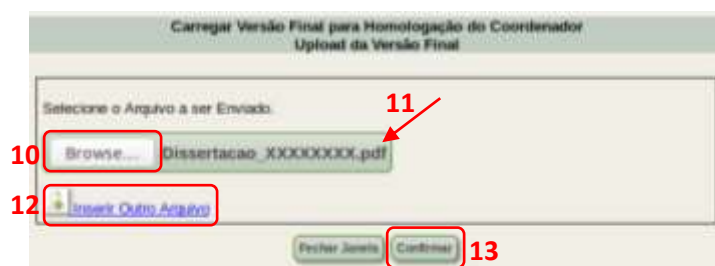 Carregar Versão Final para Homologação do Coordenador
Upload da Versão Final
Selecione o Arquivo a ser Enviado.
11
10 Browse... Dissertacao_XXXXXXXX.pdf
12 Inserir Outro Arquivo
Fechar Janela Confirmar 13